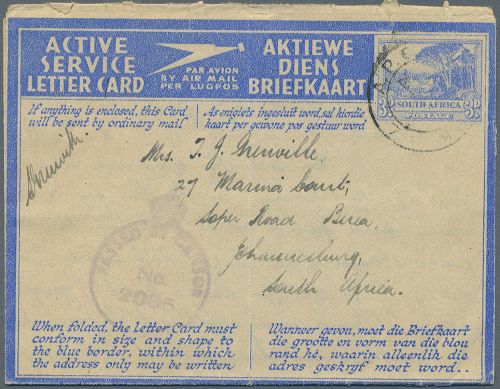 ACTIVE
SERVICE
LETTER CARD
PAR AVION
BY AIR MAIL
PER LUGPOS
AKTIEWE
DIENS
BRIEFKAART
SOUTH AFRICA
3D 3D
POSTAGE
If anything is enclosed, this Card
will be sent by ordinary mail
As enigiets ingesluit word, sal hierdie
kaart per gewone pos gestuur word
Mrs. T. J. Grenville.
27 Marina Court,
Soper Road Berea,
Johannesburg,
South Africa.
PASSED BY CENSOR
No.
When folded, the Letter Card must
conform in size and shape to
the blue border, within which
the address only may be written
Wanneer gevou, moet die Briefkaart
die grootte en vorm van die blou
rand hê, waarin alleenlik die
adres geskryf moet word..